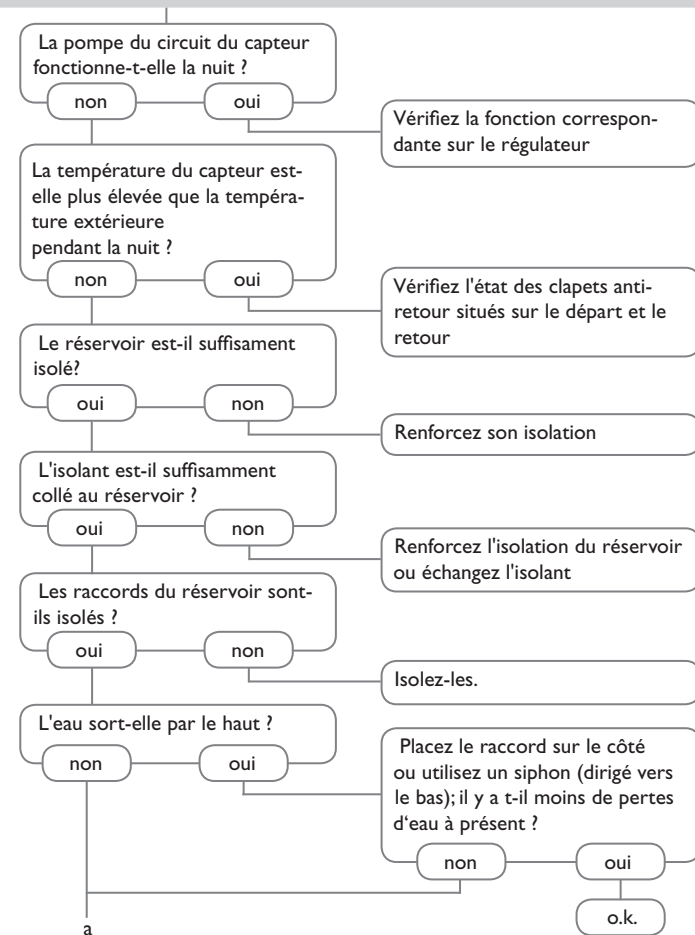 La pompe du circuit du capteur
fonctionne-t-elle la nuit ?
non
oui
Vérifiez la fonction correspon-
dante sur le régulateur
La température du capteur est-
elle plus élevée que la tempéra-
ture extérieure
pendant la nuit ?
non
oui
Vérifiez l'état des clapets anti-
retour situés sur le départ et le
retour
Le réservoir est-il suffisament
isolé?
oui
non
Renforcez son isolation
L'isolant est-il suffisamment
collé au réservoir ?
oui
non
Renforcez l'isolation du réservoir
ou échangez l'isolant
Les raccords du réservoir sont-
ils isolés ?
oui
non
Isolez-les.
L'eau sort-elle par le haut ?
non
oui
Placez le raccord sur le côté
ou utilisez un siphon (dirigé vers
le bas); il y a t-il moins de pertes
d‘eau à présent ?
non
oui
o.k.
a